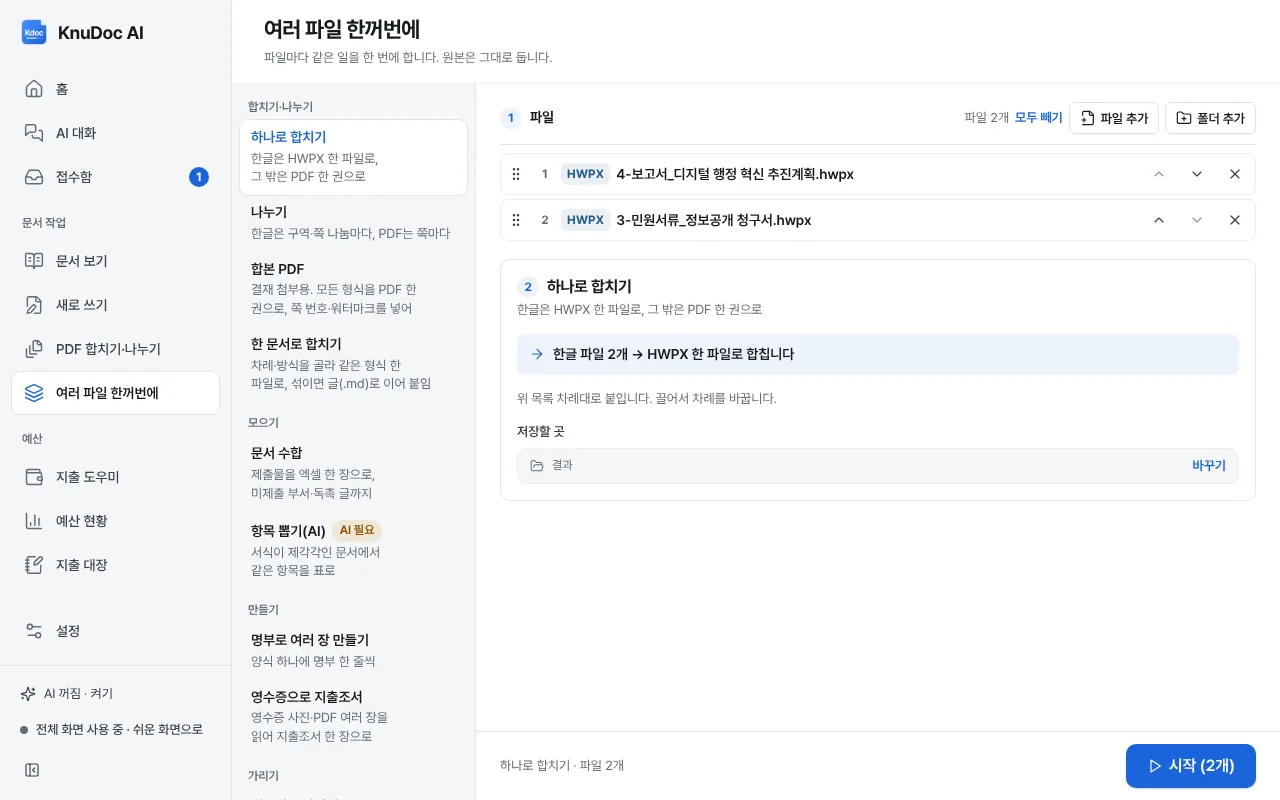 Kdoc
KnuDoc AI
홈
AI 대화
접수함
1
문서 작업
문서 보기
새로 쓰기
PDF 합치기·나누기
여러 파일 한꺼번에
예산
지출 도우미
예산 현황
지출 대장
설정
AI 꺼짐 · 켜기
전체 화면 사용 중 · 쉬운 화면으로
여러 파일 한꺼번에
파일마다 같은 일을 한 번에 합니다. 원본은 그대로 둡니다.
합치기·나누기
하나로 합치기
한글은 HWPX 한 파일로,
그 밖은 PDF 한 권으로
나누기
한글은 구역·쪽 나눔마다, PDF는 쪽마다
합본 PDF
결재 첨부용. 모든 형식을 PDF 한
권으로, 쪽 번호·워터마크를 넣어
한 문서로 합치기
차례·방식을 골라 같은 형식 한
파일로, 섞이면 글(.md)로 이어 붙임
모으기
문서 수합
제출물을 엑셀 한 장으로,
미제출 부서·독촉 글까지
항목 뽑기(AI) AI 필요
서식이 제각각인 문서에서
같은 항목을 표로
만들기
명부로 여러 장 만들기
양식 하나에 명부 한 줄씩
영수증으로 지출조서
영수증 사진·PDF 여러 장을
읽어 지출조서 한 장으로
가리기
1 파일
파일 2개 모두 빼기 파일 추가 폴더 추가
1 HWPX 4-보고서_디지털 행정 혁신 추진계획.hwpx
2 HWPX 3-민원서류_정보공개 청구서.hwpx
2 하나로 합치기
한글은 HWPX 한 파일로, 그 밖은 PDF 한 권으로
→ 한글 파일 2개 → HWPX 한 파일로 합칩니다
위 목록 차례대로 붙입니다. 끌어서 차례를 바꿉니다.
저장할 곳
결과 바꾸기
하나로 합치기 · 파일 2개
시작 (2개)